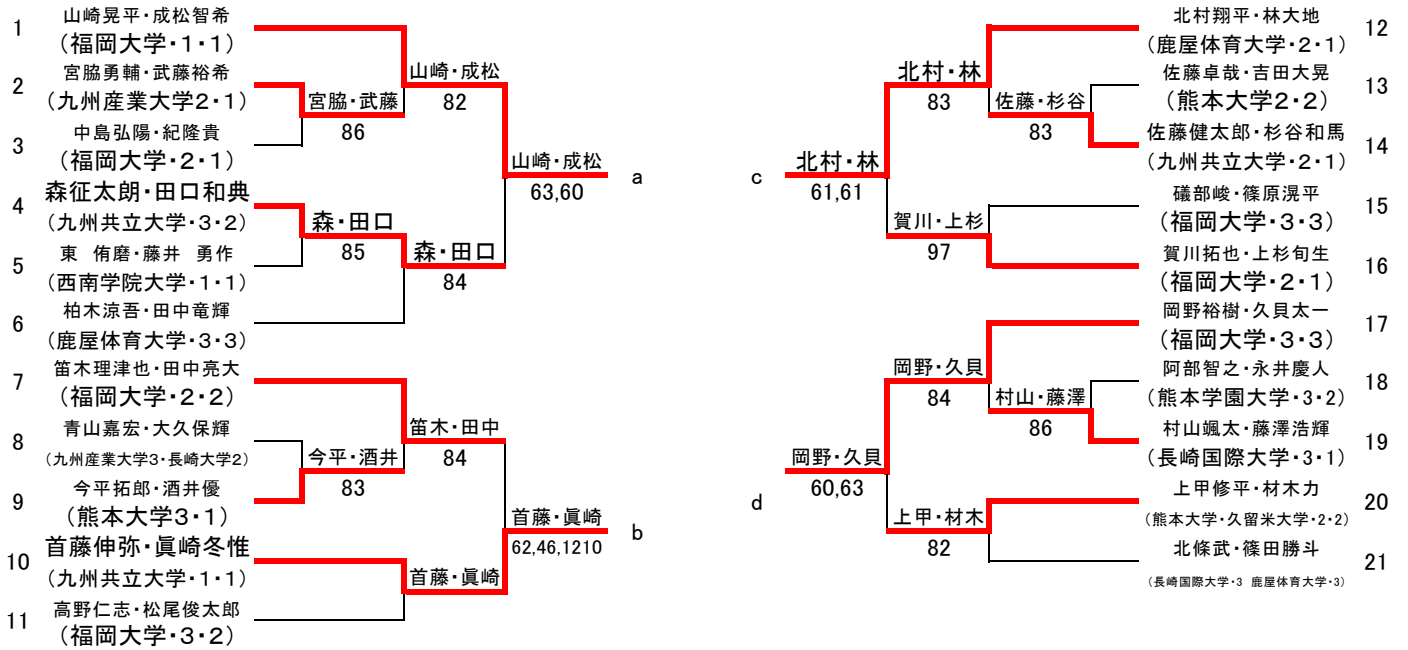 1
山崎晃平・成松智希
(福岡大学・1・1)
2
宮脇勇輔・武藤裕希
(九州産業大学2・1)
3
中島弘陽・紀隆貴
(福岡大学・2・1)
4
森征太朗・田口和典
(九州共立大学・3・2)
5
東　侑磨・藤井　勇作
(西南学院大学・1・1)
6
柏木涼吾・田中竜輝
(鹿屋体育大学・3・3)
7
笛木理津也・田中亮大
(福岡大学・2・2)
8
青山嘉宏・大久保輝
(九州産業大学3・長崎大学2)
9
今平拓郎・酒井優
(熊本大学3・1)
10
首藤伸弥・眞崎冬惟
(九州共立大学・1・1)
11
高野仁志・松尾俊太郎
(福岡大学・3・2)
宮脇・武藤
86
森・田口
85
今平・酒井
83
山崎・成松
82
森・田口
84
笛木・田中
84
首藤・眞崎
山崎・成松
63,60
首藤・眞崎
62,46,1210
a
b
c
d
北村・林
61,61
岡野・久貝
60,63
北村・林
83
賀川・上杉
97
岡野・久貝
84
上甲・材木
82
佐藤・杉谷
83
村山・藤澤
86
北村翔平・林大地
(鹿屋体育大学・2・1)
12
佐藤卓哉・吉田大晃
(熊本大学2・2)
13
佐藤健太郎・杉谷和馬
(九州共立大学・2・1)
14
礒部峻・篠原滉平
(福岡大学・3・3)
15
賀川拓也・上杉旬生
(福岡大学・2・1)
16
岡野裕樹・久貝太一
(福岡大学・3・3)
17
阿部智之・永井慶人
(熊本学園大学・3・2)
18
村山颯太・藤澤浩輝
(長崎国際大学・3・1)
19
上甲修平・材木力
(熊本大学・久留米大学・2・2)
20
北條武・篠田勝斗
(長崎国際大学・3 鹿屋体育大学・3)
21